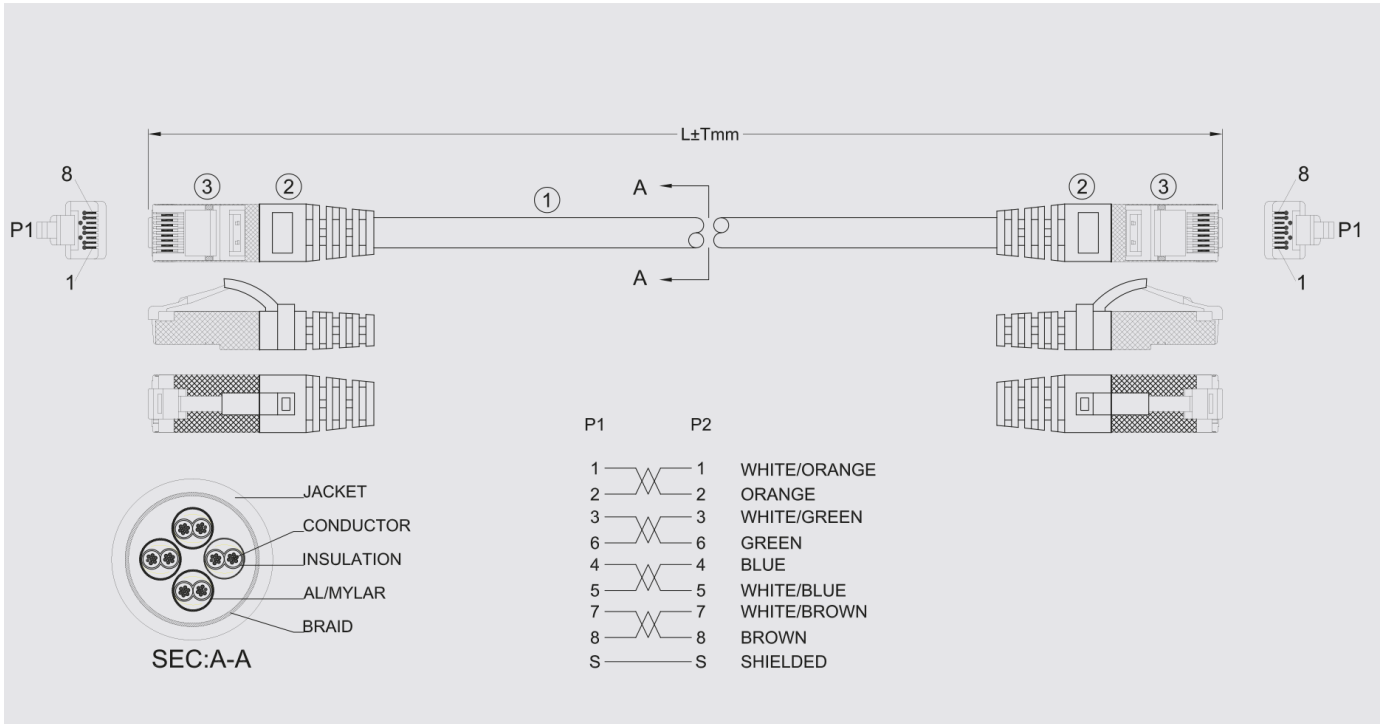 L±Tmm
8
P1
1
③
②
①
A
A
②
③
8
P1
1
P1 P2
1 1 WHITE/ORANGE
2 2 ORANGE
3 3 WHITE/GREEN
6 6 GREEN
4 4 BLUE
5 5 WHITE/BLUE
7 7 WHITE/BROWN
8 8 BROWN
S S SHIELDED
JACKET
CONDUCTOR
INSULATION
AL/MYLAR
BRAID
SEC:A-A